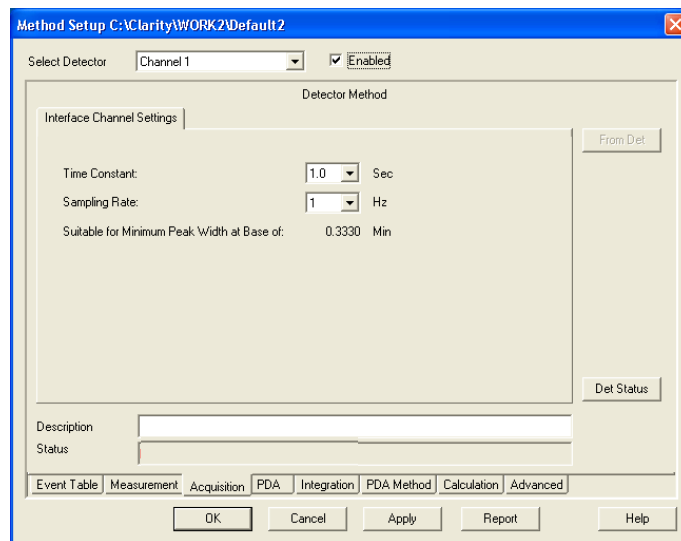 Method Setup C:\Clarity\WORK2\Default2
Select Detector Channel 1 Enabled
Detector Method
Interface Channel Settings
From Det
Time Constant: 1.0 Sec
Sampling Rate: 1 Hz
Suitable for Minimum Peak Width at Base of: 0.3330 Min
Det Status
Description
Status
Event Table Measurement Acquisition PDA Integration PDA Method Calculation Advanced
OK Cancel Apply Report Help